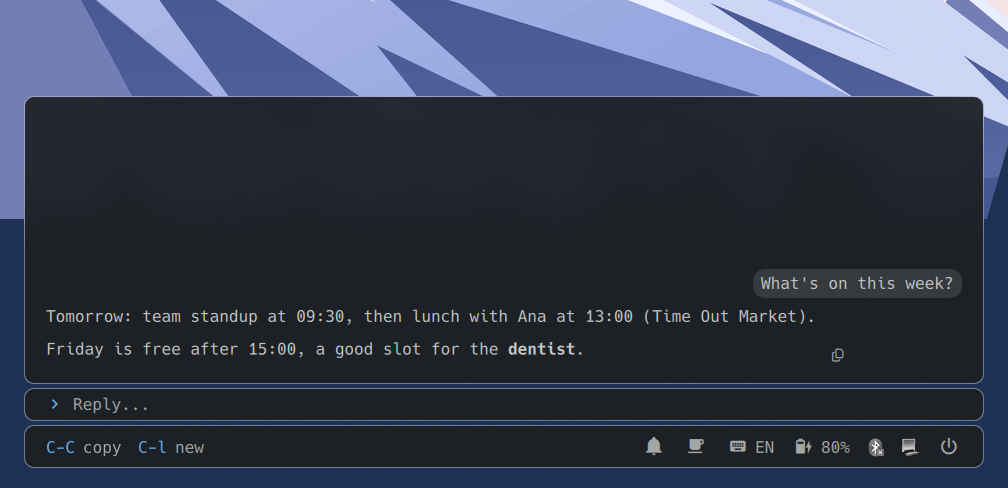 What's on this week?
Tomorrow: team standup at 09:30, then lunch with Ana at 13:00 (Time Out Market).
Friday is free after 15:00, a good slot for the dentist.
Reply...
C-C copy C-l new EN 80%